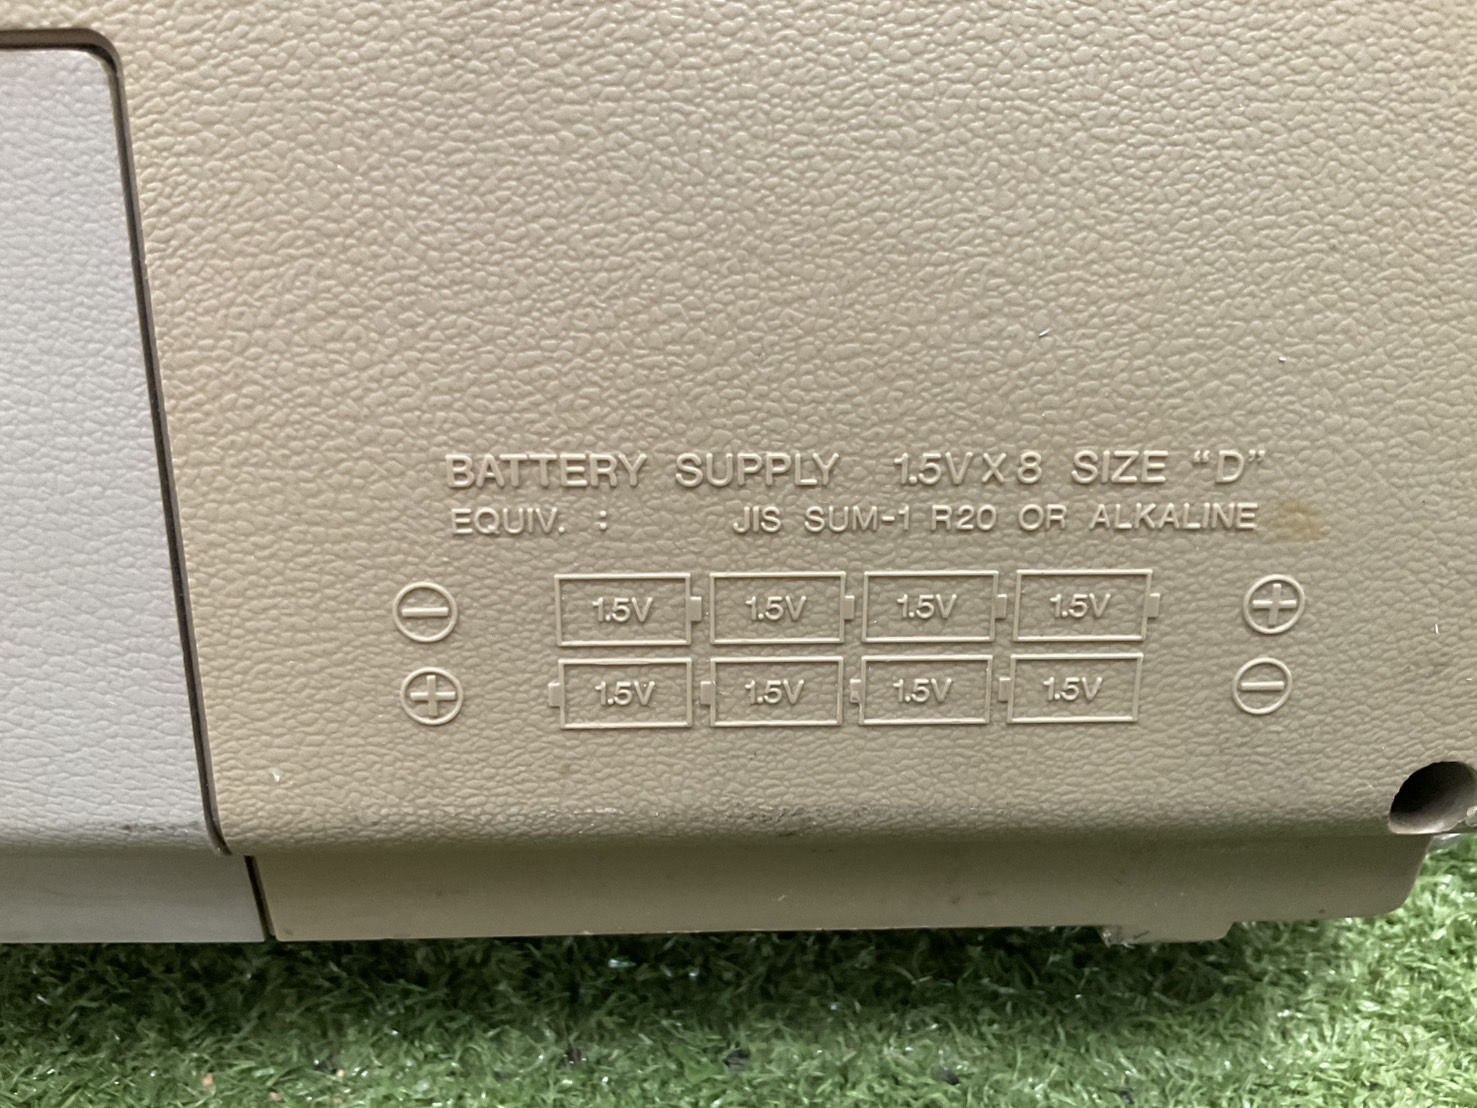 BATTERY SUPPLY 1.5V X 8 SIZE “D”
EQUIV. : JIS SUM-1 R20 OR ALKALINE
⊖ 1.5V 1.5V 1.5V 1.5V ⊕
⊕ 1.5V 1.5V 1.5V 1.5V ⊖